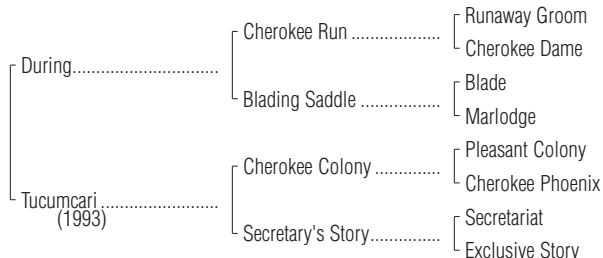 Runaway Groom
Cherokee Run ...................
Cherokee Dame
During...............................
Blade
Blading Saddle .................
Marlodge
Pleasant Colony
Cherokee Colony ..............
Cherokee Phoenix
Tucumcari .........................
(1993)
Secretariat
Secretary's Story...............
Exclusive Story